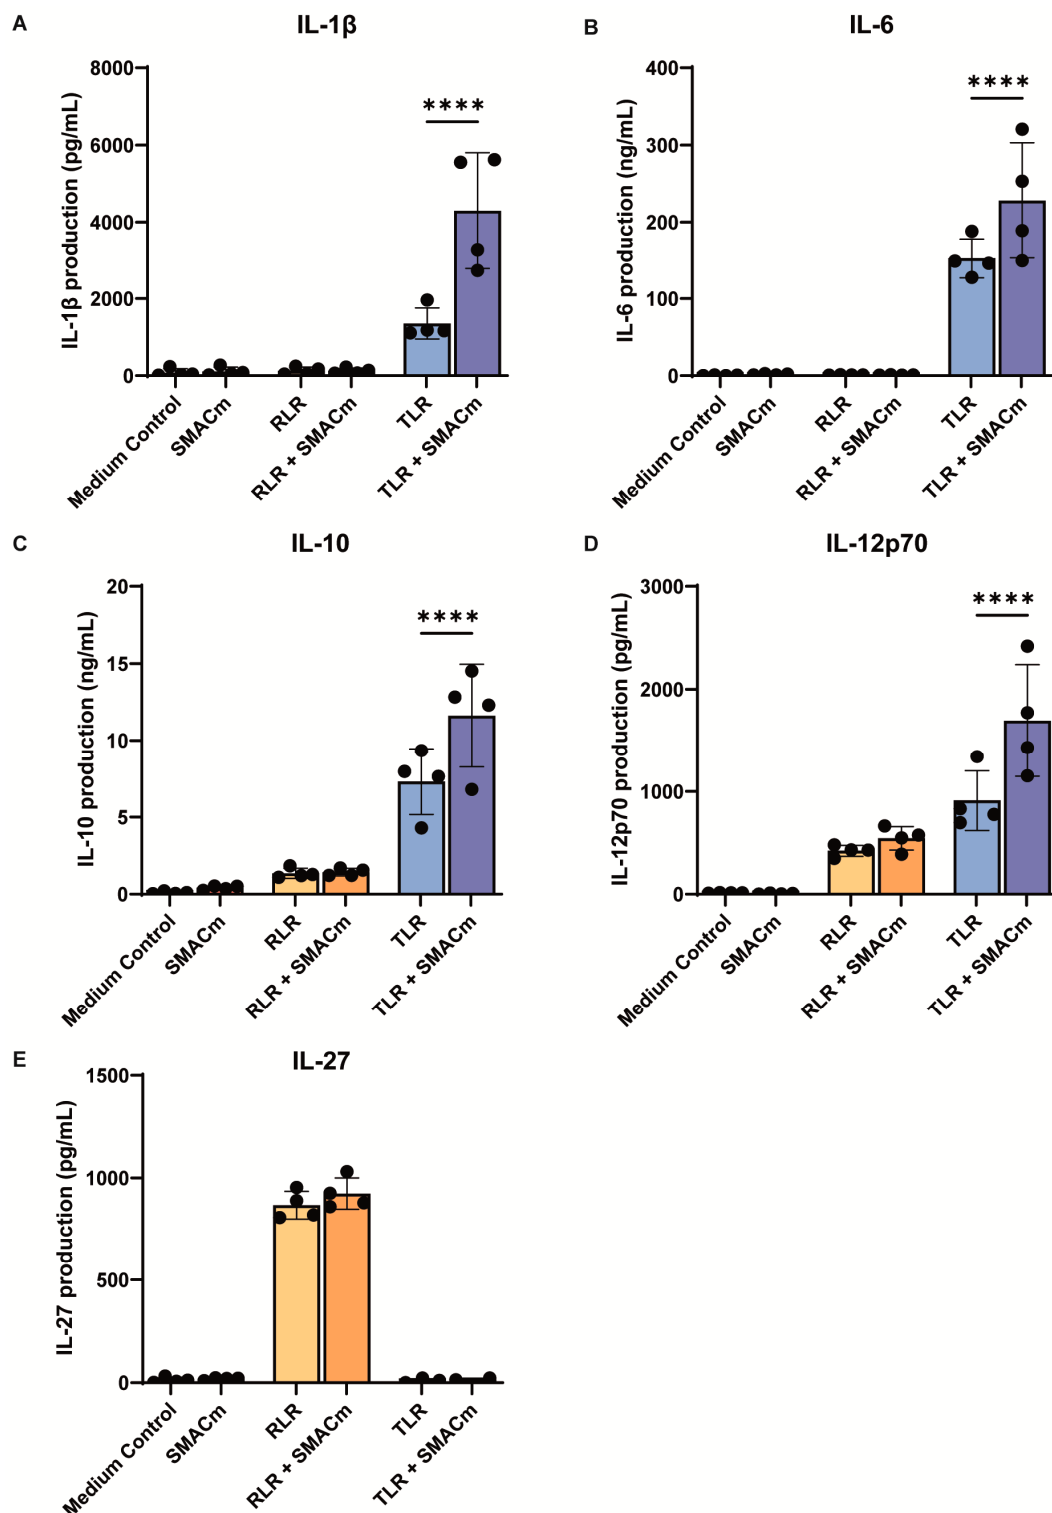 A
IL-1β
IL-1β production (pg/mL)
8000
6000
4000
2000
0
****
Medium Control
SMACm
RLR
RLR + SMACm
TLR
TLR + SMACm
B
IL-6
IL-6 production (ng/mL)
400
300
200
100
0
****
Medium Control
SMACm
RLR
RLR + SMACm
TLR
TLR + SMACm
C
IL-10
IL-10 production (ng/mL)
20
15
10
5
0
****
Medium Control
SMACm
RLR
RLR + SMACm
TLR
TLR + SMACm
D
IL-12p70
IL-12p70 production (pg/mL)
3000
2000
1000
0
****
Medium Control
SMACm
RLR
RLR + SMACm
TLR
TLR + SMACm
E
IL-27
IL-27 production (pg/mL)
1500
1000
500
0
Medium Control
SMACm
RLR
RLR + SMACm
TLR
TLR + SMACm